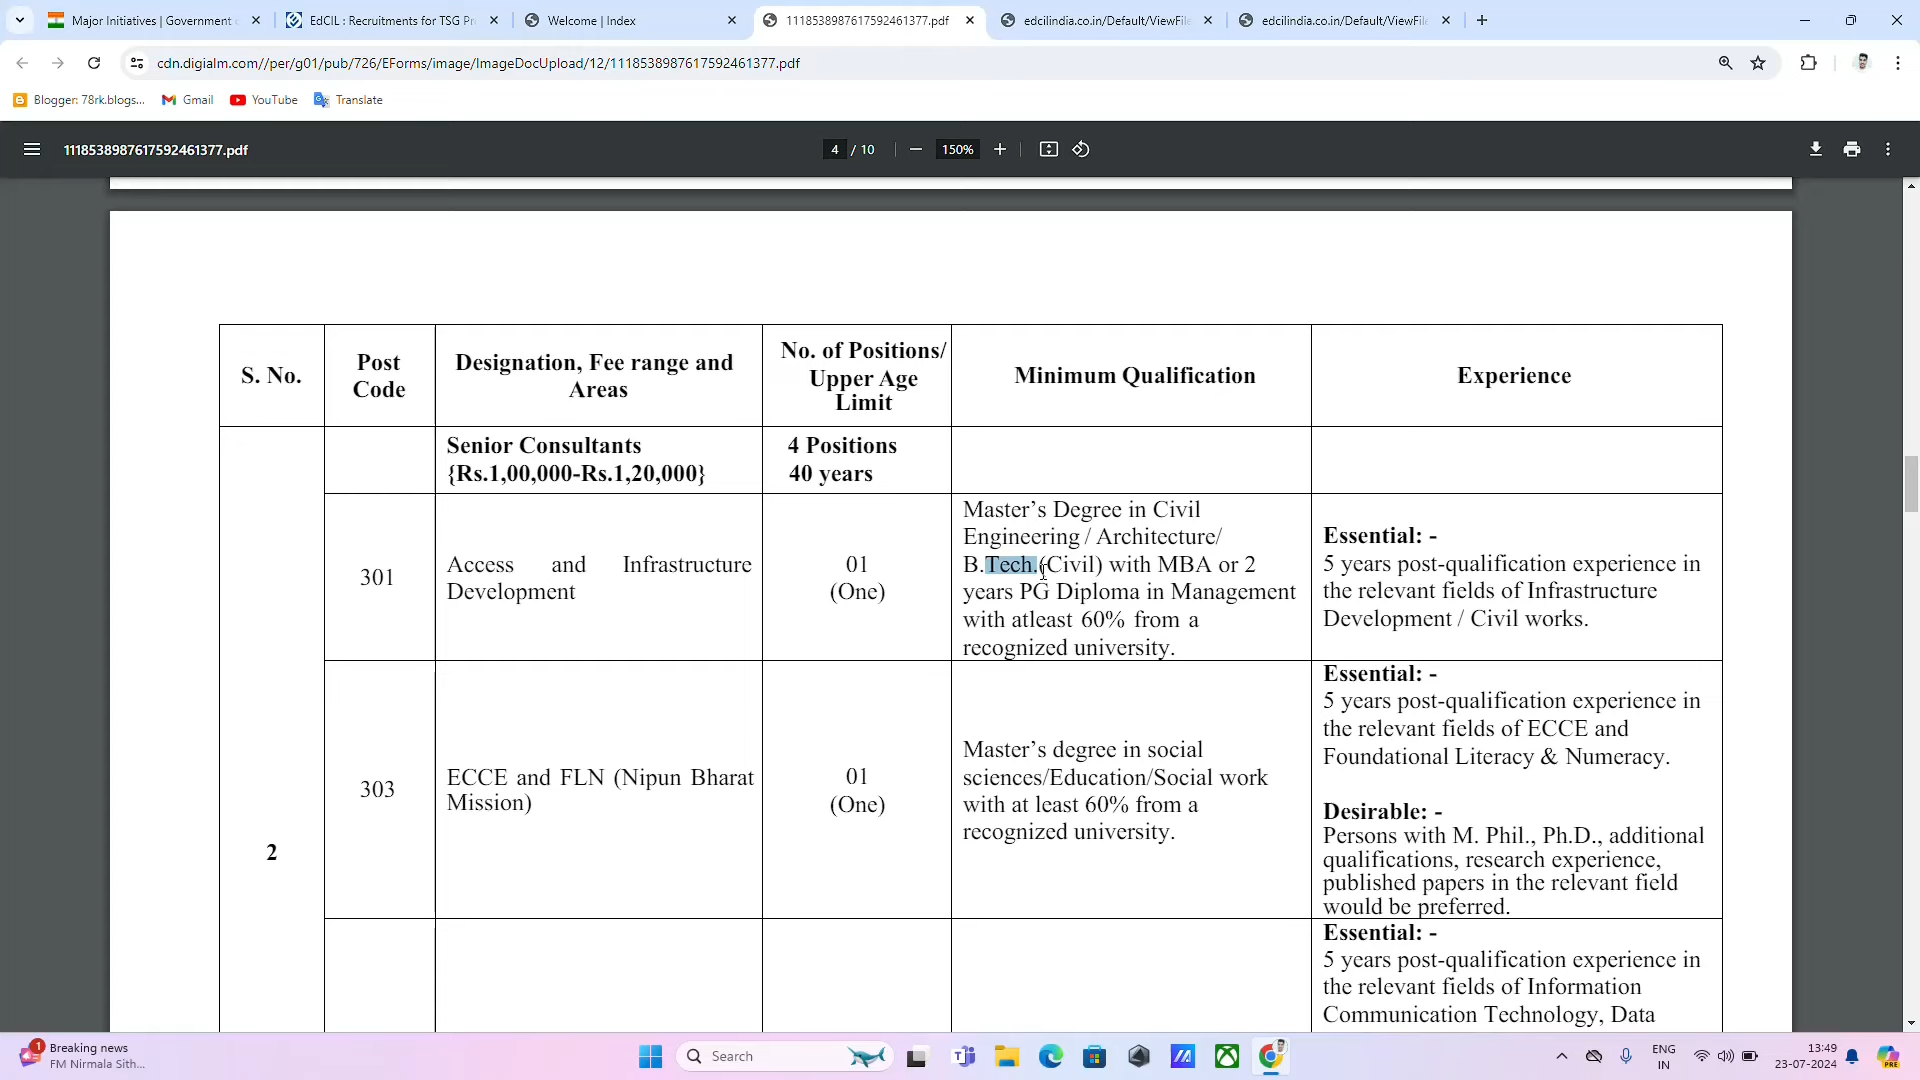 Major Initiatives | Government o
EdCIL : Recruitments for TSG Pr
Welcome | Index
1118538987617592461377.pdf
edcilindia.co.in/Default/ViewFile
edcilindia.co.in/Default/ViewFile
cdn.digialm.com//per/g01/pub/726/EForms/image/ImageDocUpload/12/1118538987617592461377.pdf
Blogger: 78rk.blogs...
Gmail
YouTube
Translate
1118538987617592461377.pdf
4 / 10
150%
S. No.
Post
Code
Designation, Fee range and
Areas
No. of Positions/
Upper Age
Limit
Minimum Qualification
Experience
2
Senior Consultants
{Rs.1,00,000-Rs.1,20,000}
4 Positions
40 years
301
Access and Infrastructure
Development
01
(One)
Master’s Degree in Civil
Engineering / Architecture/
B.Tech.(Civil) with MBA or 2
years PG Diploma in Management
with atleast 60% from a
recognized university.
Essential: -
5 years post-qualification experience in
the relevant fields of Infrastructure
Development / Civil works.
303
ECCE and FLN (Nipun Bharat
Mission)
01
(One)
Master’s degree in social
sciences/Education/Social work
with at least 60% from a
recognized university.
Essential: -
5 years post-qualification experience in
the relevant fields of ECCE and
Foundational Literacy & Numeracy.
Desirable: -
Persons with M. Phil., Ph.D., additional
qualifications, research experience,
published papers in the relevant field
would be preferred.
Essential: -
5 years post-qualification experience in
the relevant fields of Information
Communication Technology, Data
1
Breaking news
FM Nirmala Sith...
Search
ENG
IN
13:49
23-07-2024
PRE